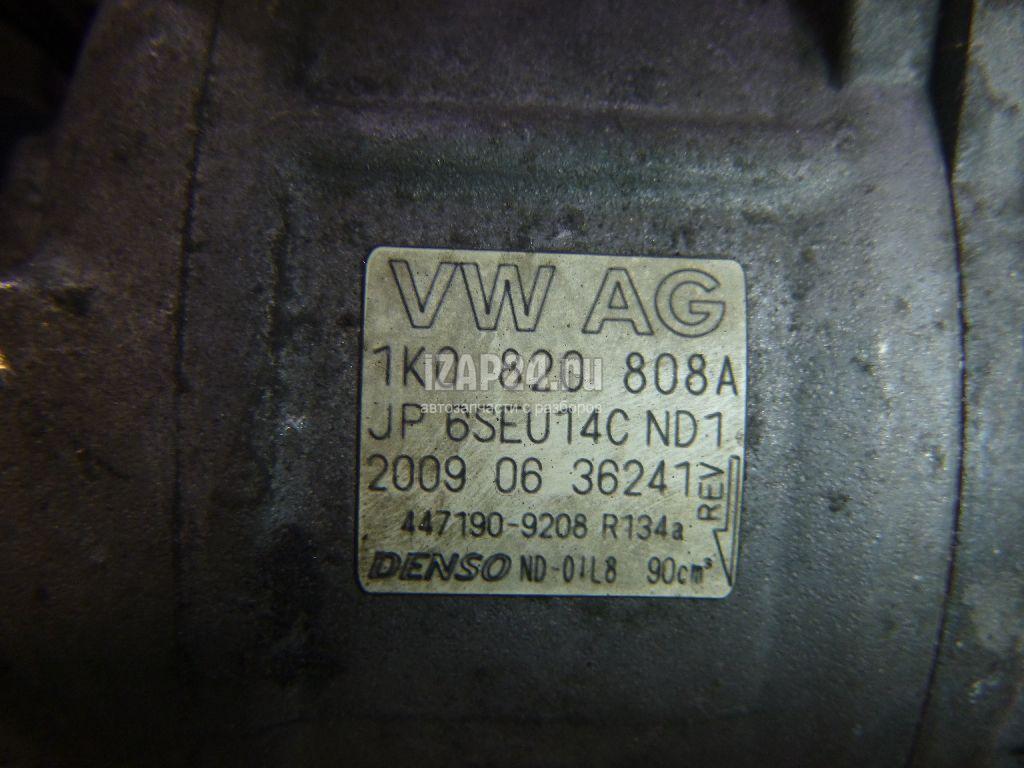 VW AG
1K0 820 808A
iZAP24.ru
автозапчасти с разборов
JP 6SEU14C ND1
2009 06 36241
REV
447190-9208 R134a
DENSO ND-OIL8 90cm³